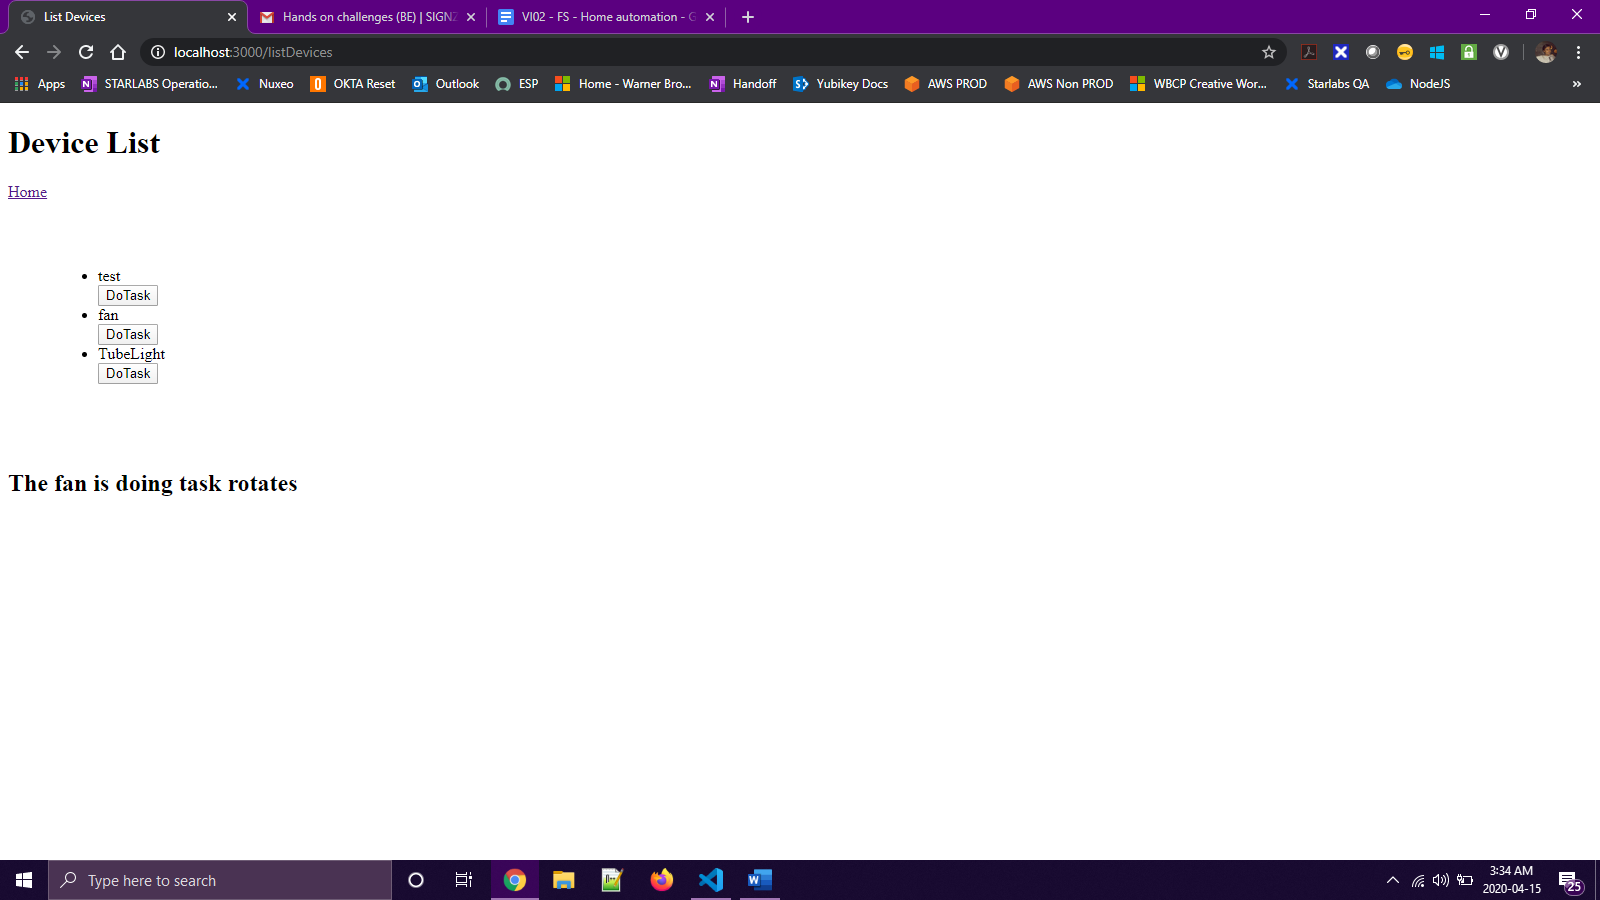 List Devices
Hands on challenges (BE) | SIGNZ
VI02 - FS - Home automation - G
localhost:3000/listDevices
Apps
STARLABS Operatio...
Nuxeo
OKTA Reset
Outlook
ESP
Home - Warner Bro...
Handoff
Yubikey Docs
AWS PROD
AWS Non PROD
WBCP Creative Wor...
Starlabs QA
NodeJS
»
Device List
Home
test
DoTask
fan
DoTask
TubeLight
DoTask
The fan is doing task rotates
Type here to search
3:34 AM
2020-04-15
25